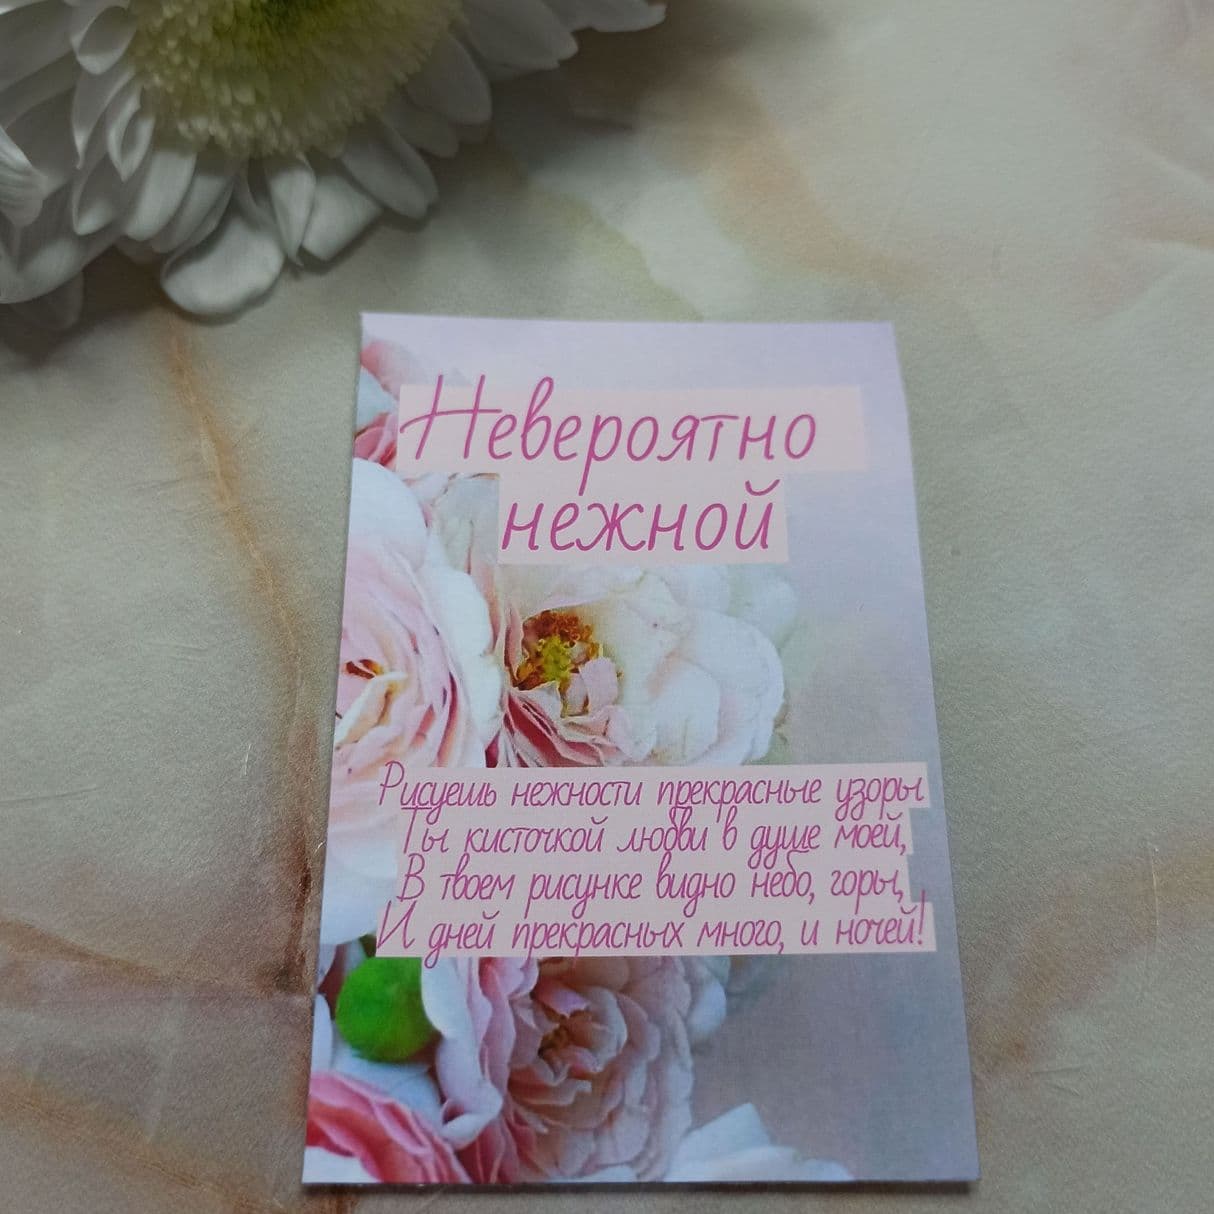 Невероятно
нежной
Рисуешь нежности прекрасные узоры
Ты кисточкой любви в душе моей,
В твоем рисунке видно небо, горы,
И дней прекрасных много, и ночей!